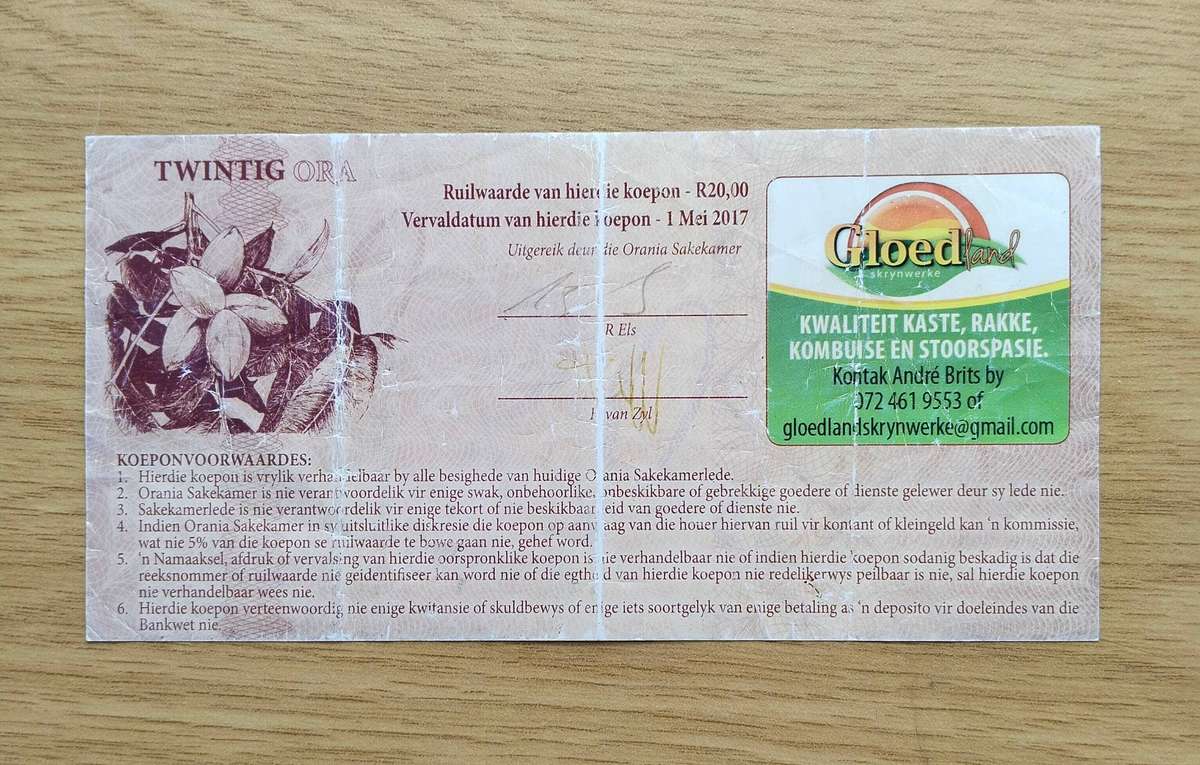 TWINTIG ORA
Ruilwaarde van hierdie koepon - R20,00
Vervaldatum van hierdie koepon - 1 Mei 2017
Uitgereik deur die Orania Sakekamer
R Els
van Zyl
Gloedland
skrynwerke
KWALITEIT KASTE, RAKKE,
KOMBUISE EN STOORSPASIE.
Kontak André Brits by
072 461 9553 of
gloedlandskrynwerke@gmail.com
KOEPONVOORWAARDES:
1. Hierdie koepon is vrylik verhandelbaar by alle besighede van huidige Orania Sakekamerlede.
2. Orania Sakekamer is nie verantwoordelik vir enige swak, onbehoorlike, onbeskikbare of gebrekkige goedere of dienste gelewer deur sy lede nie.
3. Sakekamerlede is nie verantwoordelik vir enige tekort of nie beskikbaarheid van goedere of dienste nie.
4. Indien Orania Sakekamer in sy uitsluitlike diskresie die koepon op aanvraag van die houer hiervan ruil vir kontant of kleingeld kan 'n kommissie,
wat nie 5% van die koepon se ruilwaarde te bowe gaan nie, gehef word.
5. 'n Namaaksel, afdruk of vervalsing van hierdie oorspronklike koepon is nie verhandelbaar nie of indien hierdie koepon sodanig beskadig is dat die
reeksnommer of ruilwaarde nie geidentifiseer kan word nie of die egtheid van hierdie koepon nie redelikerwys peilbaar is nie, sal hierdie koepon
nie verhandelbaar wees nie.
6. Hierdie koepon verteenwoordig nie enige kwitansie of skuldbewys of enige iets soortgelyk van enige betaling as 'n deposito vir doeleindes van die
Bankwet nie.